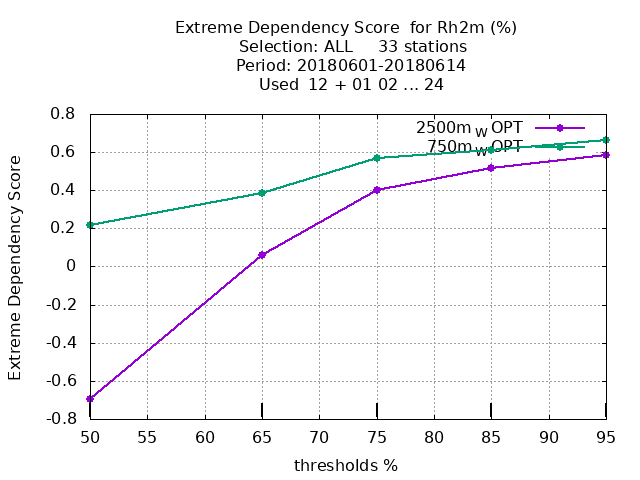 Extreme Dependency Score for Rh2m (%)
Selection: ALL 33 stations
Period: 20180601-20180614
Used 12 + 01 02 ... 24
2500m W OPT
750m W OPT
0.8
0.6
0.4
0.2
0
-0.2
-0.4
-0.6
-0.8
Extreme Dependency Score
50 55 60 65 70 75 80 85 90 95
thresholds %